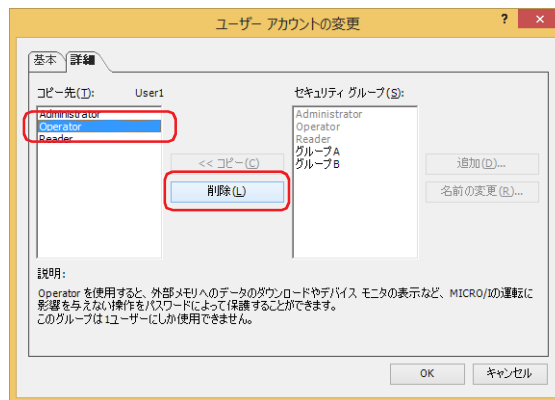 ユーザー アカウントの変更
? ×
基本 詳細
コピー先(T): User1
セキュリティ グループ(S):
Administrator
Operator
Reader
<< コピー(C)
削除(L)
Administrator
Operator
Reader
グループA
グループB
追加(D)...
名前の変更(R)...
説明:
Operator を使用すると、外部メモリへのデータのダウンロードやデバイス モニタの表示など、MICRO/Iの運転に
影響を与えない操作をパスワードによって保護することができます。
このグループは1ユーザーにしか使用できません。
OK キャンセル